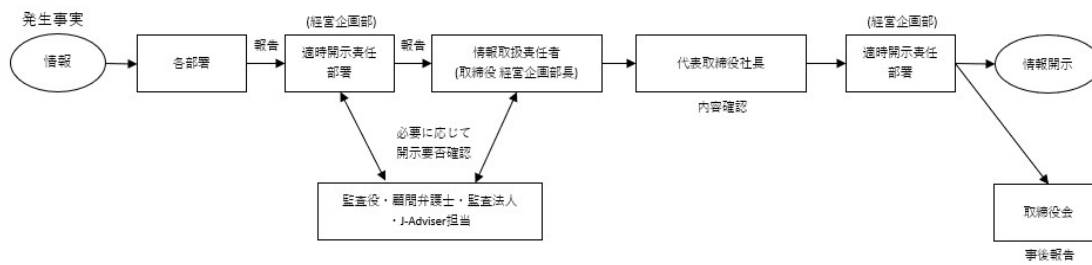 発生事実
情報
各部署
報告
(経営企画部)
適時開示責任
部署
報告
情報取扱責任者
(取締役 経営企画部長)
代表取締役社長
内容確認
(経営企画部)
適時開示責任
部署
情報開示
必要に応じて
開示要否確認
監査役・顧問弁護士・監査法人
・J-Adviser担当
取締役会
事後報告